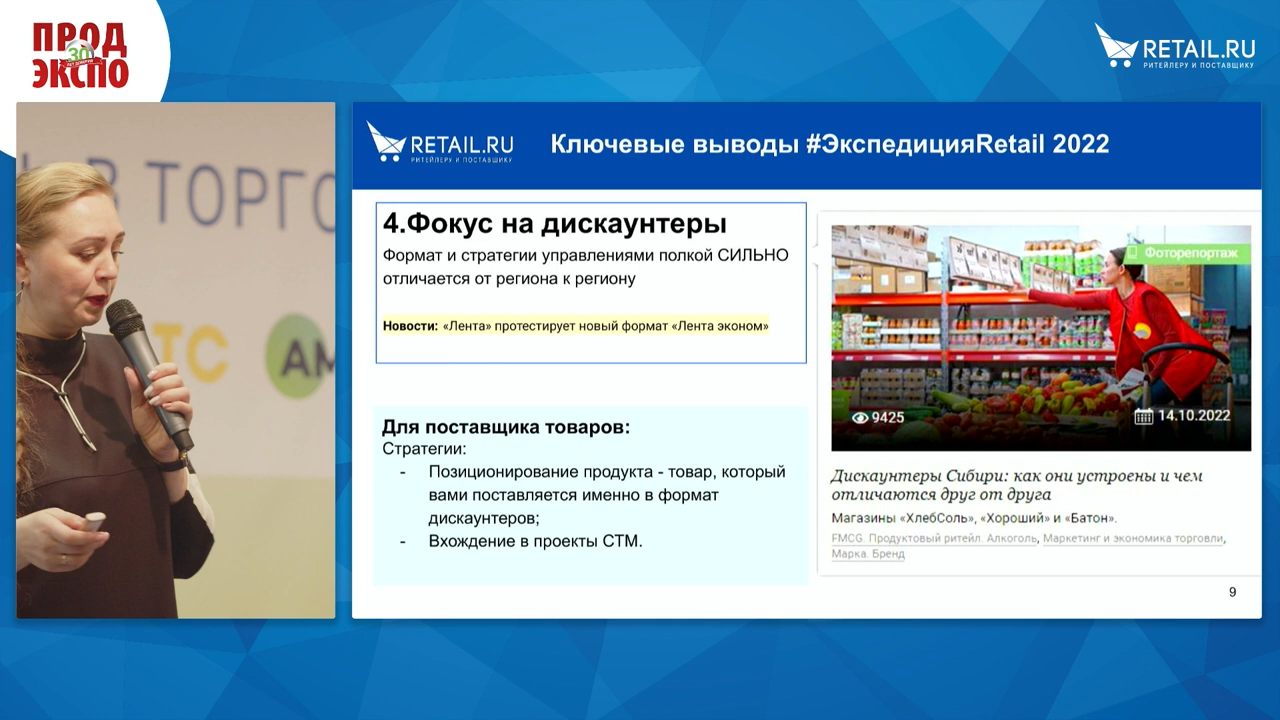 ПРОД
30
ЭКСПО
RETAIL.RU
РИТЕЙЛЕРУ И ПОСТАВЩИКУ
В ТОРГО
ТС
АМ
RETAIL.RU
РИТЕЙЛЕРУ И ПОСТАВЩИКУ
Ключевые выводы #ЭкспедицияRetail 2022
4.Фокус на дискаунтеры
Формат и стратегии управлениями полкой СИЛЬНО
отличается от региона к региону
Новости: «Лента» протестирует новый формат «Лента эконом»
Для поставщика товаров:
Стратегии:
- Позиционирование продукта - товар, который
вами поставляется именно в формат
дискаунтеров;
- Вхождение в проекты СТМ.
Фоторепортаж
9425
14.10.2022
Дискаунтеры Сибири: как они устроены и чем
отличаются друг от друга
Магазины «ХлебСоль», «Хороший» и «Батон».
FMCG. Продуктовый ритейл. Алкоголь, Маркетинг и экономика торговли,
Марка. Бренд
9